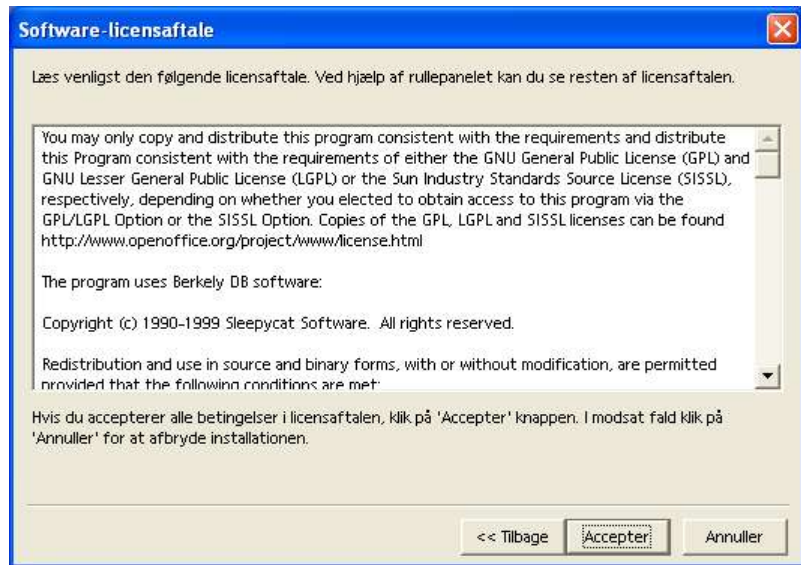 Software-licensaftale
Læs venligst den følgende licensaftale. Ved hjælp af rullepanelet kan du se resten af licensaftalen.
You may only copy and distribute this program consistent with the requirements and distribute
this Program consistent with the requirements of either the GNU General Public License (GPL) and
GNU Lesser General Public License (LGPL) or the Sun Industry Standards Source License (SISSL),
respectively, depending on whether you elected to obtain access to this program via the
GPL/LGPL Option or the SISSL Option. Copies of the GPL, LGPL and SISSL licenses can be found
http://www.openoffice.org/project/www/license.html
The program uses Berkely DB software:
Copyright (c) 1990-1999 Sleepycat Software. All rights reserved.
Redistribution and use in source and binary forms, with or without modification, are permitted
provided that the following conditions are met:
Hvis du accepterer alle betingelser i licensaftalen, klik på 'Accepter' knappen. I modsat fald klik på
'Annuller' for at afbryde installationen.
<< Tilbage Accepter Annuller